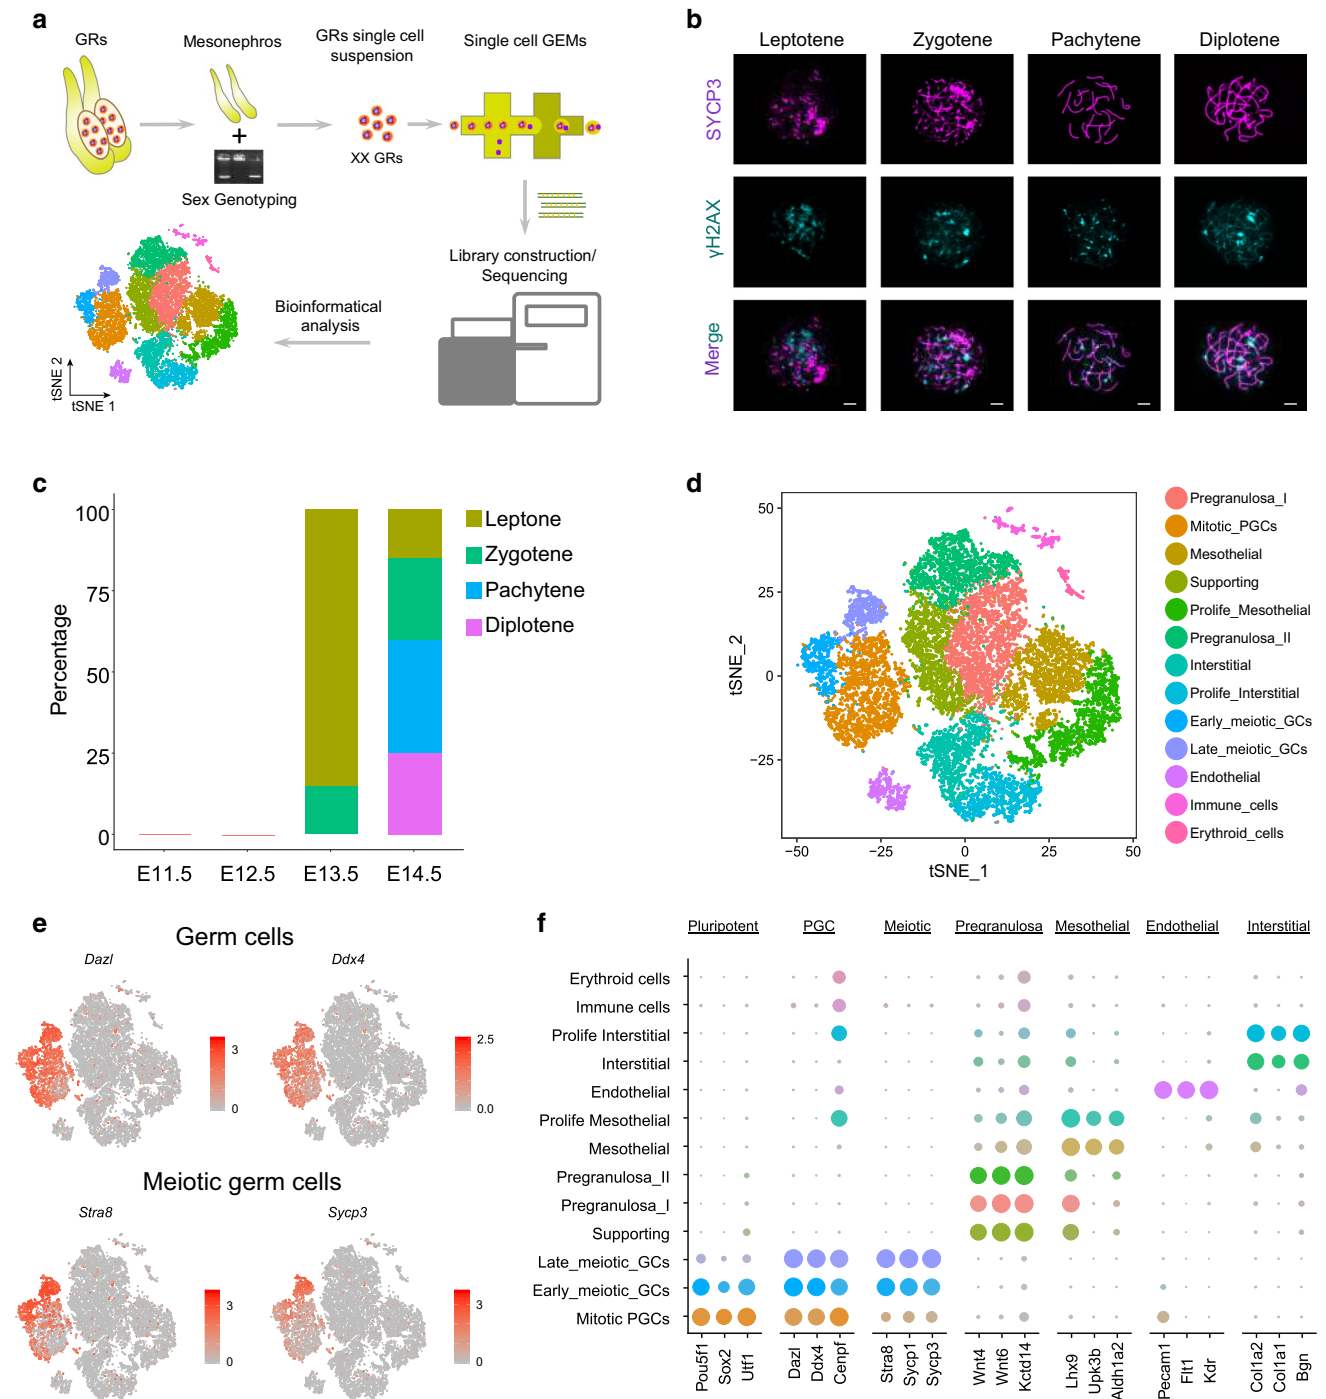 a
GRs
Mesonephros
GRs single cell
suspension
Single cell GEMs
+
XX GRs
Sex Genotyping
Library construction/
Sequencing
Bioinformatical
analysis
tSNE 2
tSNE 1
b
Leptotene
Zygotene
Pachytene
Diplotene
SYCP3
γH2AX
Merge
c
Percentage
100
75
50
25
0
E11.5
E12.5
E13.5
E14.5
Leptone
Zygotene
Pachytene
Diplotene
d
tSNE_2
50
25
0
−25
−50
−25
0
25
50
tSNE_1
Pregranulosa_I
Mitotic_PGCs
Mesothelial
Supporting
Prolife_Mesothelial
Pregranulosa_II
Interstitial
Prolife_Interstitial
Early_meiotic_GCs
Late_meiotic_GCs
Endothelial
Immune_cells
Erythroid_cells
e
Germ cells
Dazl
Ddx4
3
0
2.5
0.0
Meiotic germ cells
Stra8
Sycp3
3
0
3
0
f
Pluripotent
PGC
Meiotic
Pregranulosa
Mesothelial
Endothelial
Interstitial
Erythroid cells
Immune cells
Prolife Interstitial
Interstitial
Endothelial
Prolife Mesothelial
Mesothelial
Pregranulosa_II
Pregranulosa_I
Supporting
Late_meiotic_GCs
Early_meiotic_GCs
Mitotic PGCs
Pou5f1
Sox2
Utf1
Dazl
Ddx4
Cenpf
Stra8
Sycp1
Sycp3
Wnt4
Wnt6
Kctd14
Lhx9
Upk3b
Aldh1a2
Pecam1
Flt1
Kdr
Col1a2
Col1a1
Bgn